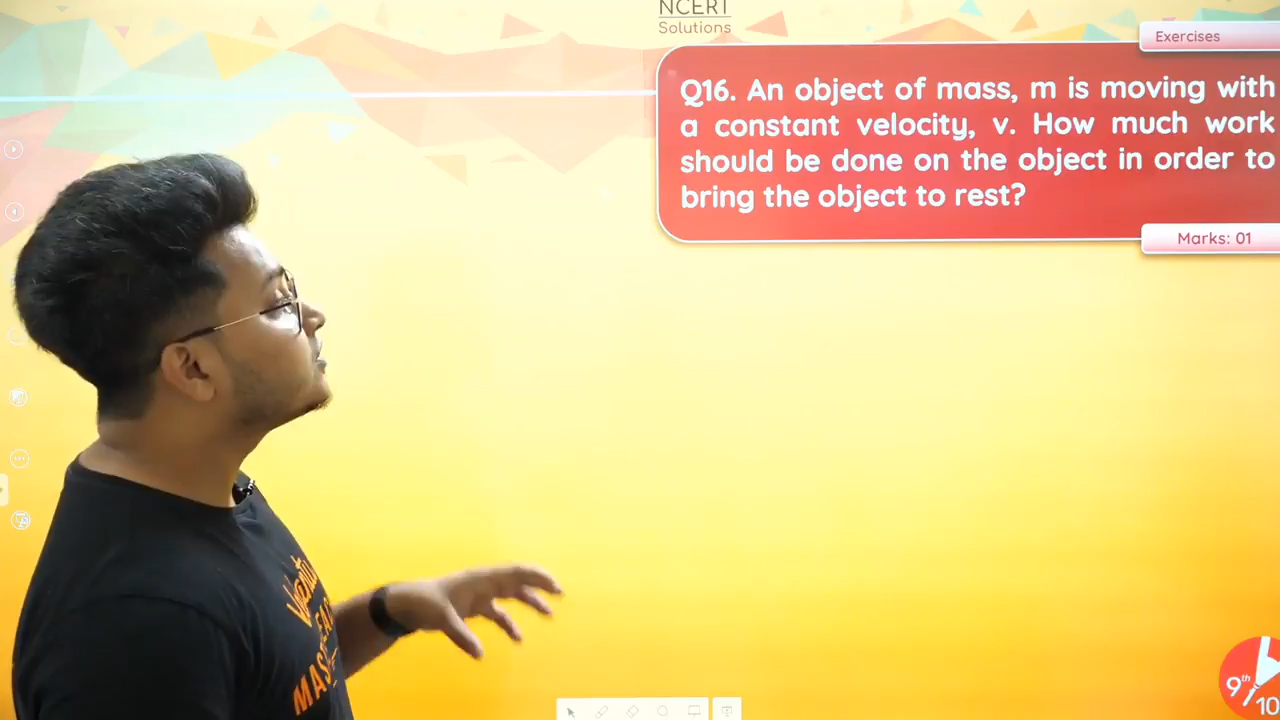 NCERT
Solutions
Exercises
Q16. An object of mass, m is moving with
a constant velocity, v. How much work
should be done on the object in order to
bring the object to rest?
Marks: 01
9th
10